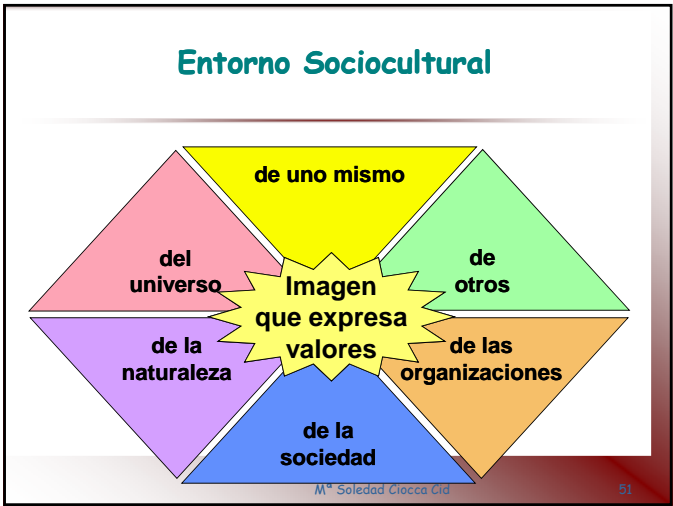 Entorno Sociocultural
de uno mismo
del
universo
de
otros
Imagen
que expresa
valores
de la
naturaleza
de las
organizaciones
de la
sociedad
Mª Soledad Ciocca Cid
51